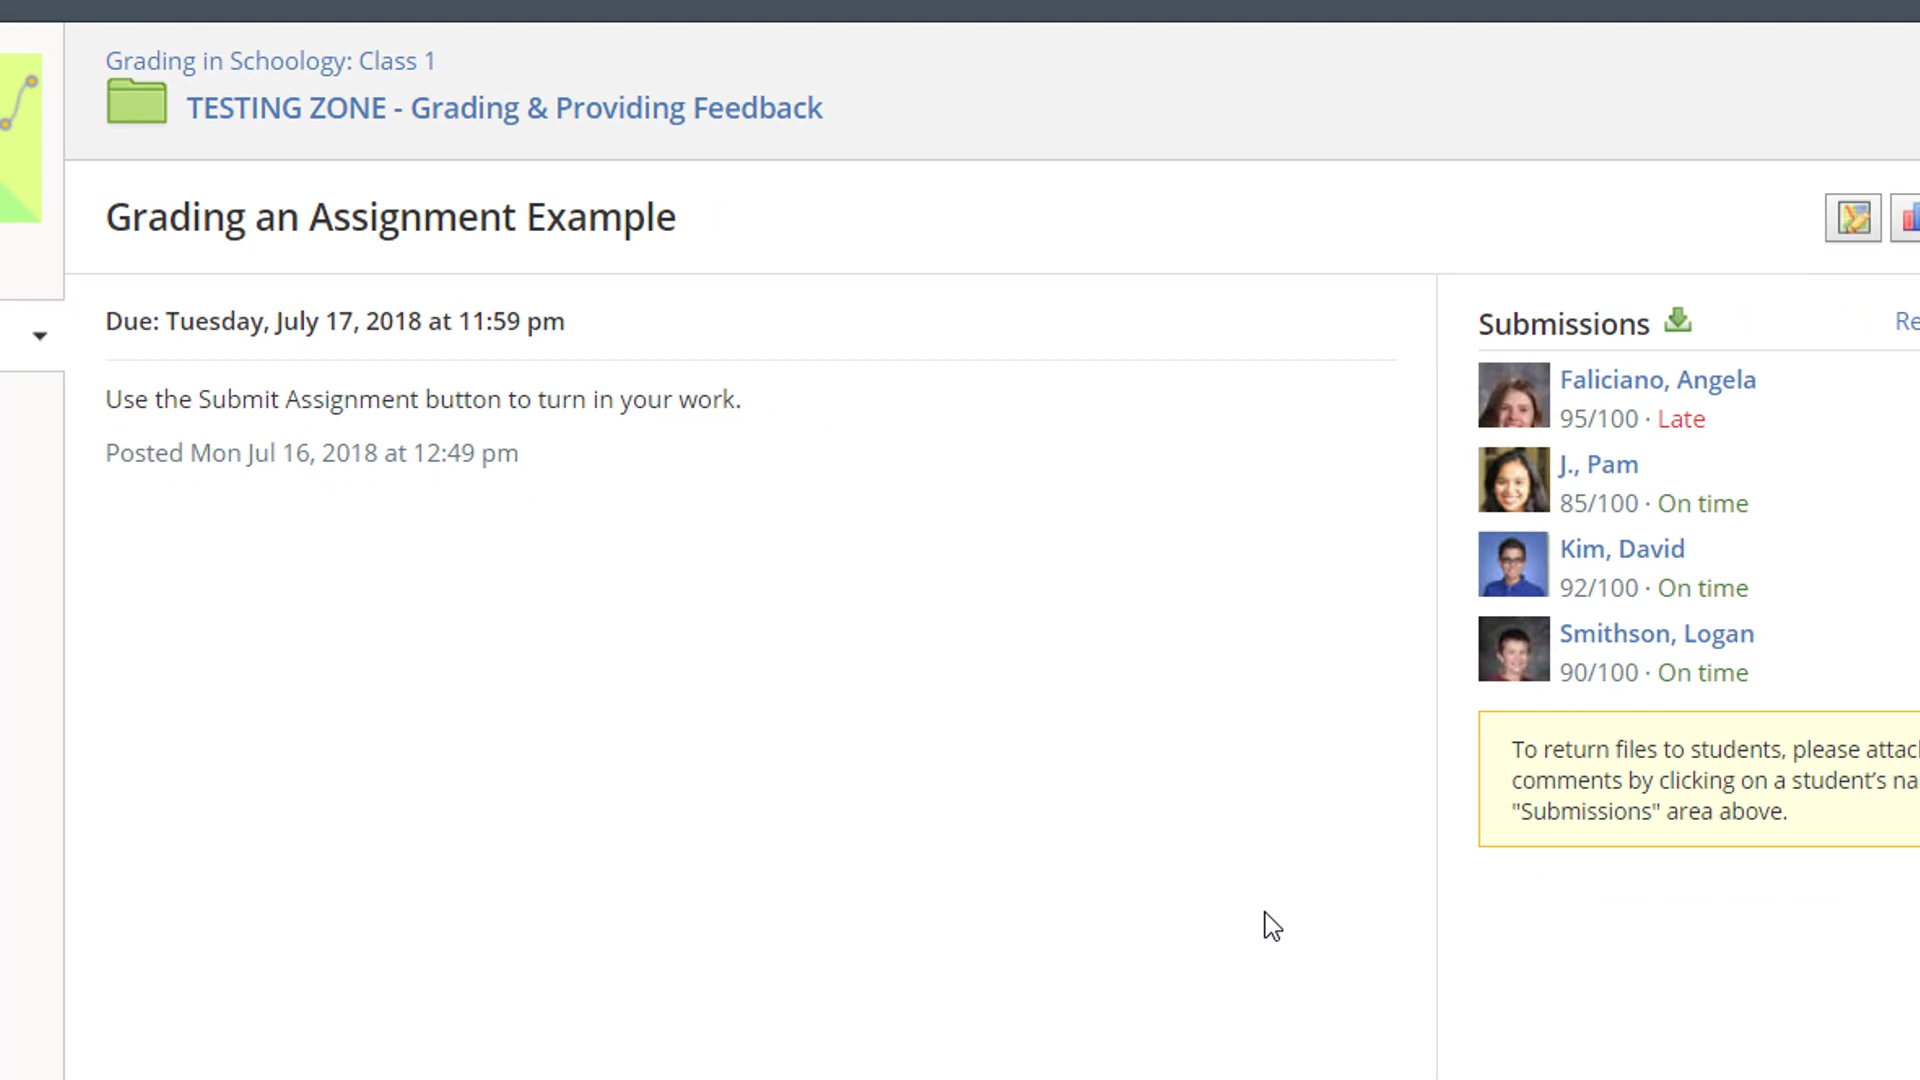 Grading in Schoology: Class 1
TESTING ZONE - Grading & Providing Feedback
Grading an Assignment Example
Due: Tuesday, July 17, 2018 at 11:59 pm
Use the Submit Assignment button to turn in your work.
Posted Mon Jul 16, 2018 at 12:49 pm
Submissions
Re
Faliciano, Angela
95/100 · Late
J., Pam
85/100 · On time
Kim, David
92/100 · On time
Smithson, Logan
90/100 · On time
To return files to students, please attac
comments by clicking on a student’s na
"Submissions" area above.